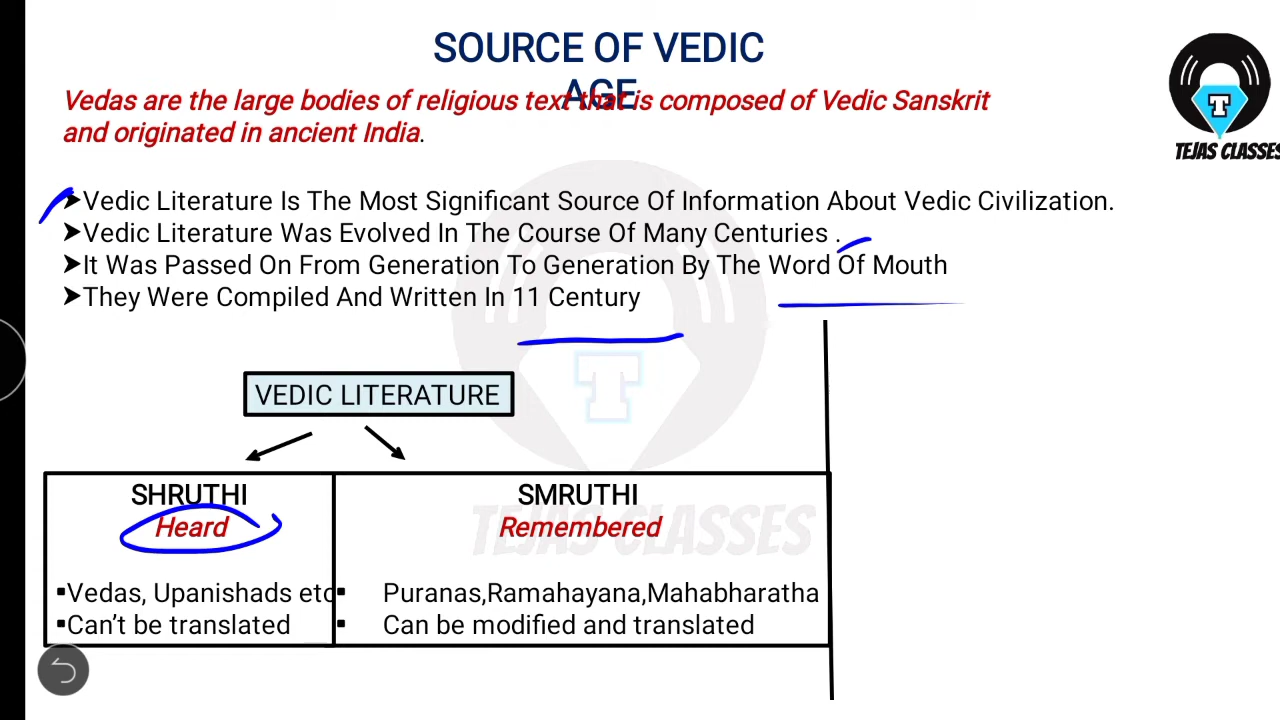 SOURCE OF VEDIC
AGE
Vedas are the large bodies of religious text that is composed of Vedic Sanskrit
and originated in ancient India.
T
TEJAS CLASSES
➤Vedic Literature Is The Most Significant Source Of Information About Vedic Civilization.
➤Vedic Literature Was Evolved In The Course Of Many Centuries .
➤It Was Passed On From Generation To Generation By The Word Of Mouth
➤They Were Compiled And Written In 11 Century
T
VEDIC LITERATURE
SHRUTHI
Heard
SMRUTHI
Remembered
TEJAS CLASSES
▪Vedas, Upanishads etc
▪Can’t be translated
▪ Puranas,Ramahayana,Mahabharatha
▪ Can be modified and translated